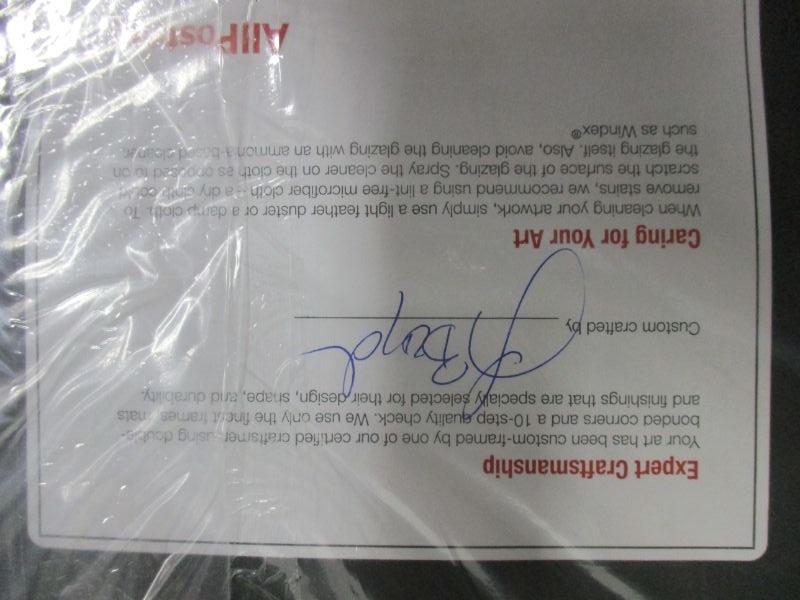 Expert Craftsmanship
Your art has been custom-framed by one of our certified craftsmen using double-
bonded corners and a 10-step quality check. We use only the finest frames, mats
and finishings that are specially selected for their design, shape, and durability.
Custom crafted by
Caring for Your Art
When cleaning your artwork, simply use a light feather duster or a damp cloth. To
remove stains, we recommend using a lint-free microfiber cloth – a dry cloth could
scratch the surface of the glazing. Spray the cleaner on the cloth as opposed to on
the glazing itself. Also, avoid cleaning the glazing with an ammonia-based cleaner
such as Windex®